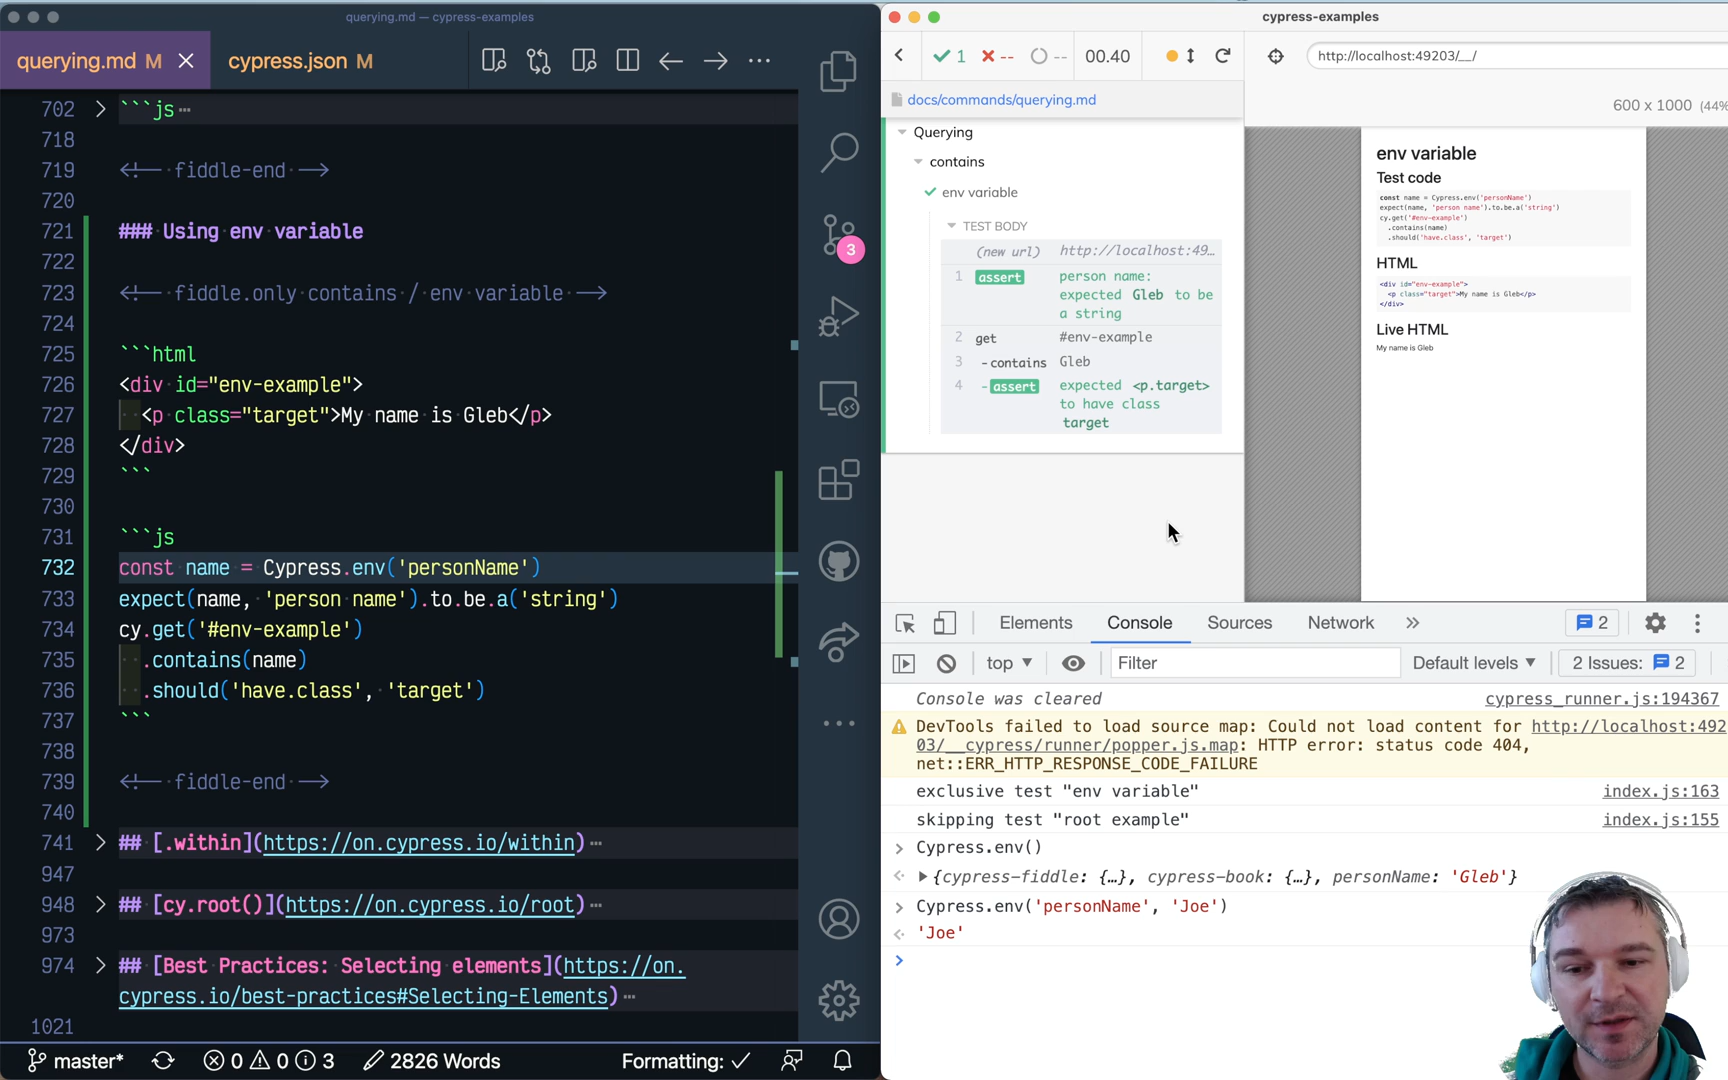 querying.md — cypress-examples
querying.md M
cypress.json M
702 ```js
718
719 <!-- fiddle-end -->
720
721 ### Using env variable
722
723 <!-- fiddle.only contains / env variable -->
724
725 ```html
726 <div id="env-example">
727 <p class="target">My name is Gleb</p>
728 </div>
729 ```
730
731 ```js
732 const name = Cypress.env('personName')
733 expect(name, 'person name').to.be.a('string')
734 cy.get('#env-example')
735 .contains(name)
736 .should('have.class', 'target')
737 ```
738
739 <!-- fiddle-end -->
740
741 ## [.within](https://on.cypress.io/within)
947
948 ## [cy.root()](https://on.cypress.io/root)
973
974 ## [Best Practices: Selecting elements](https://on.
cypress.io/best-practices#Selecting-Elements)
1021
master* 0 0 3 2826 Words Formatting:
3
cypress-examples
1 -- -- 00.40
http://localhost:49203/__/
docs/commands/querying.md
600 x 1000 (44%
Querying
contains
env variable
TEST BODY
(new url) http://localhost:49...
1 assert person name:
expected Gleb to be
a string
2 get #env-example
3 -contains Gleb
4 -assert expected <p.target>
to have class
target
env variable
Test code
const name = Cypress.env('personName')
expect(name, 'person name').to.be.a('string')
cy.get('#env-example')
.contains(name)
.should('have.class', 'target')
HTML
<div id="env-example">
<p class="target">My name is Gleb</p>
</div>
Live HTML
My name is Gleb
Elements Console Sources Network 2
top Filter Default levels 2 Issues: 2
Console was cleared cypress_runner.js:194367
DevTools failed to load source map: Could not load content for http://localhost:492
03/__cypress/runner/popper.js.map: HTTP error: status code 404,
net::ERR_HTTP_RESPONSE_CODE_FAILURE
exclusive test "env variable" index.js:163
skipping test "root example" index.js:155
Cypress.env()
{cypress-fiddle: {…}, cypress-book: {…}, personName: 'Gleb'}
Cypress.env('personName', 'Joe')
'Joe'